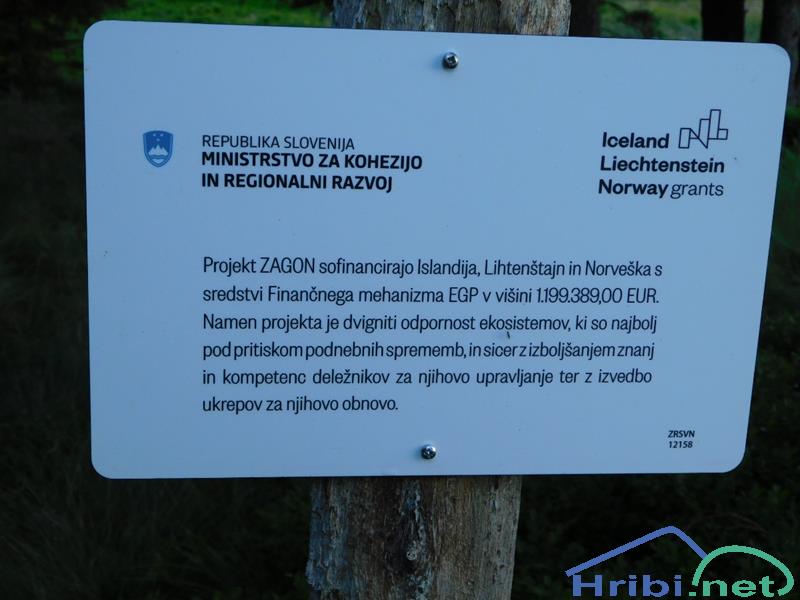 REPUBLIKA SLOVENIJA
MINISTRSTVO ZA KOHEZIJO
IN REGIONALNI RAZVOJ
Iceland
Liechtenstein
Norway grants
Projekt ZAGON sofinancirajo Islandija, Lihtenštajn in Norveška s
sredstvi Finančnega mehanizma EGP v višini 1.199.389,00 EUR.
Namen projekta je dvigniti odpornost ekosistemov, ki so najbolj
pod pritiskom podnebnih sprememb, in sicer z izboljšanjem znanj
in kompetenc deležnikov za njihovo upravljanje ter z izvedbo
ukrepov za njihovo obnovo.
ZRSVN
12158
Hribi.net